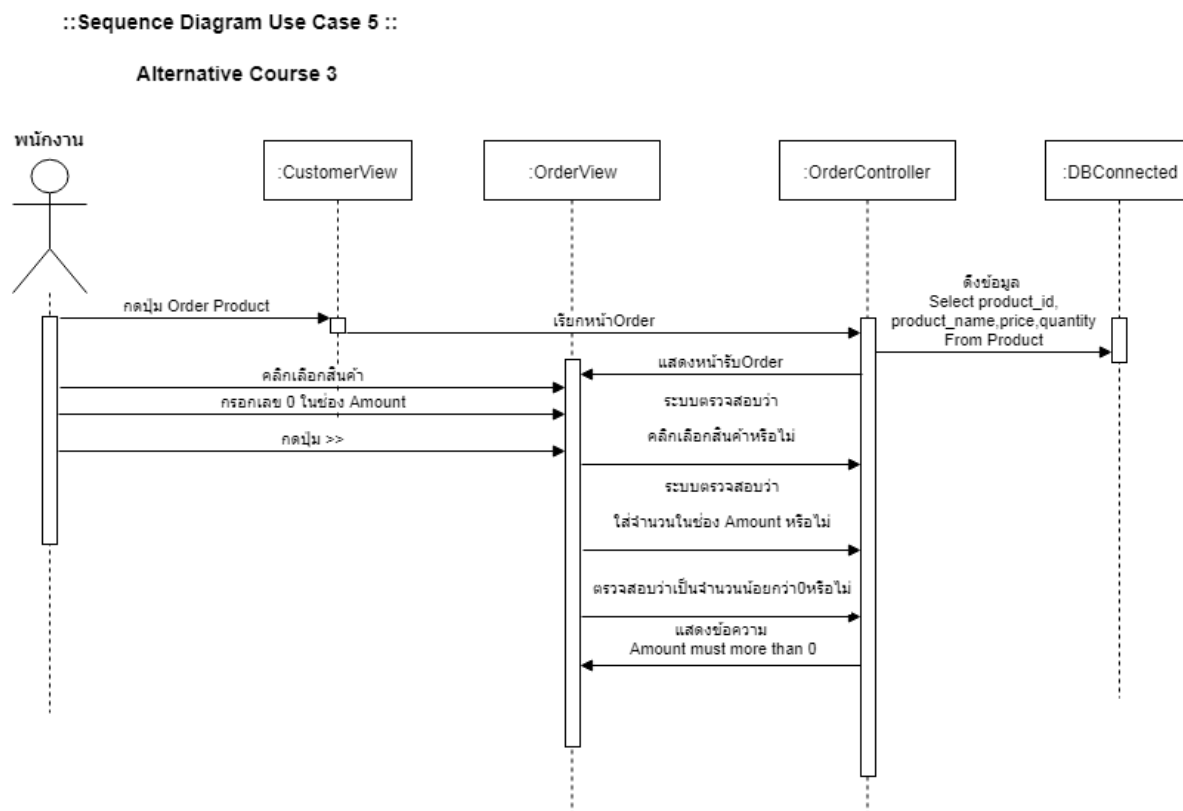 ::Sequence Diagram Use Case 5 ::
Alternative Course 3
พนักงาน
:CustomerView
:OrderView
:OrderController
:DBConnected
กดปุ่ม Order Product
เรียกหน้าOrder
ดึงข้อมูล
Select product_id,
product_name,price,quantity
From Product
แสดงหน้ารับOrder
คลิกเลือกสินค้า
กรอกเลข 0 ในช่อง Amount
ระบบตรวจสอบว่า
คลิกเลือกสินค้าหรือไม่
กดปุ่ม >>
ระบบตรวจสอบว่า
ใส่จำนวนในช่อง Amount หรือไม่
ตรวจสอบว่าเป็นจำนวนน้อยกว่า0หรือไม่
แสดงข้อความ
Amount must more than 0